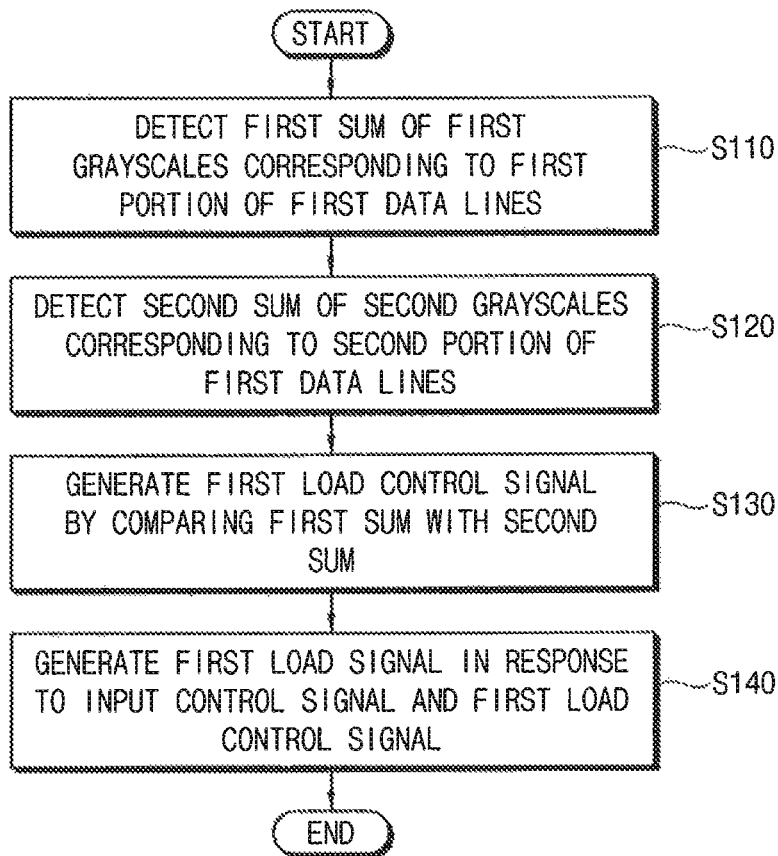 START
DETECT FIRST SUM OF FIRST
GRAYSCALES CORRESPONDING TO FIRST
PORTION OF FIRST DATA LINES
S110
DETECT SECOND SUM OF SECOND GRAYSCALES
CORRESPONDING TO SECOND PORTION OF
FIRST DATA LINES
S120
GENERATE FIRST LOAD CONTROL SIGNAL
BY COMPARING FIRST SUM WITH SECOND
SUM
S130
GENERATE FIRST LOAD SIGNAL IN RESPONSE
TO INPUT CONTROL SIGNAL AND FIRST LOAD
CONTROL SIGNAL
S140
END